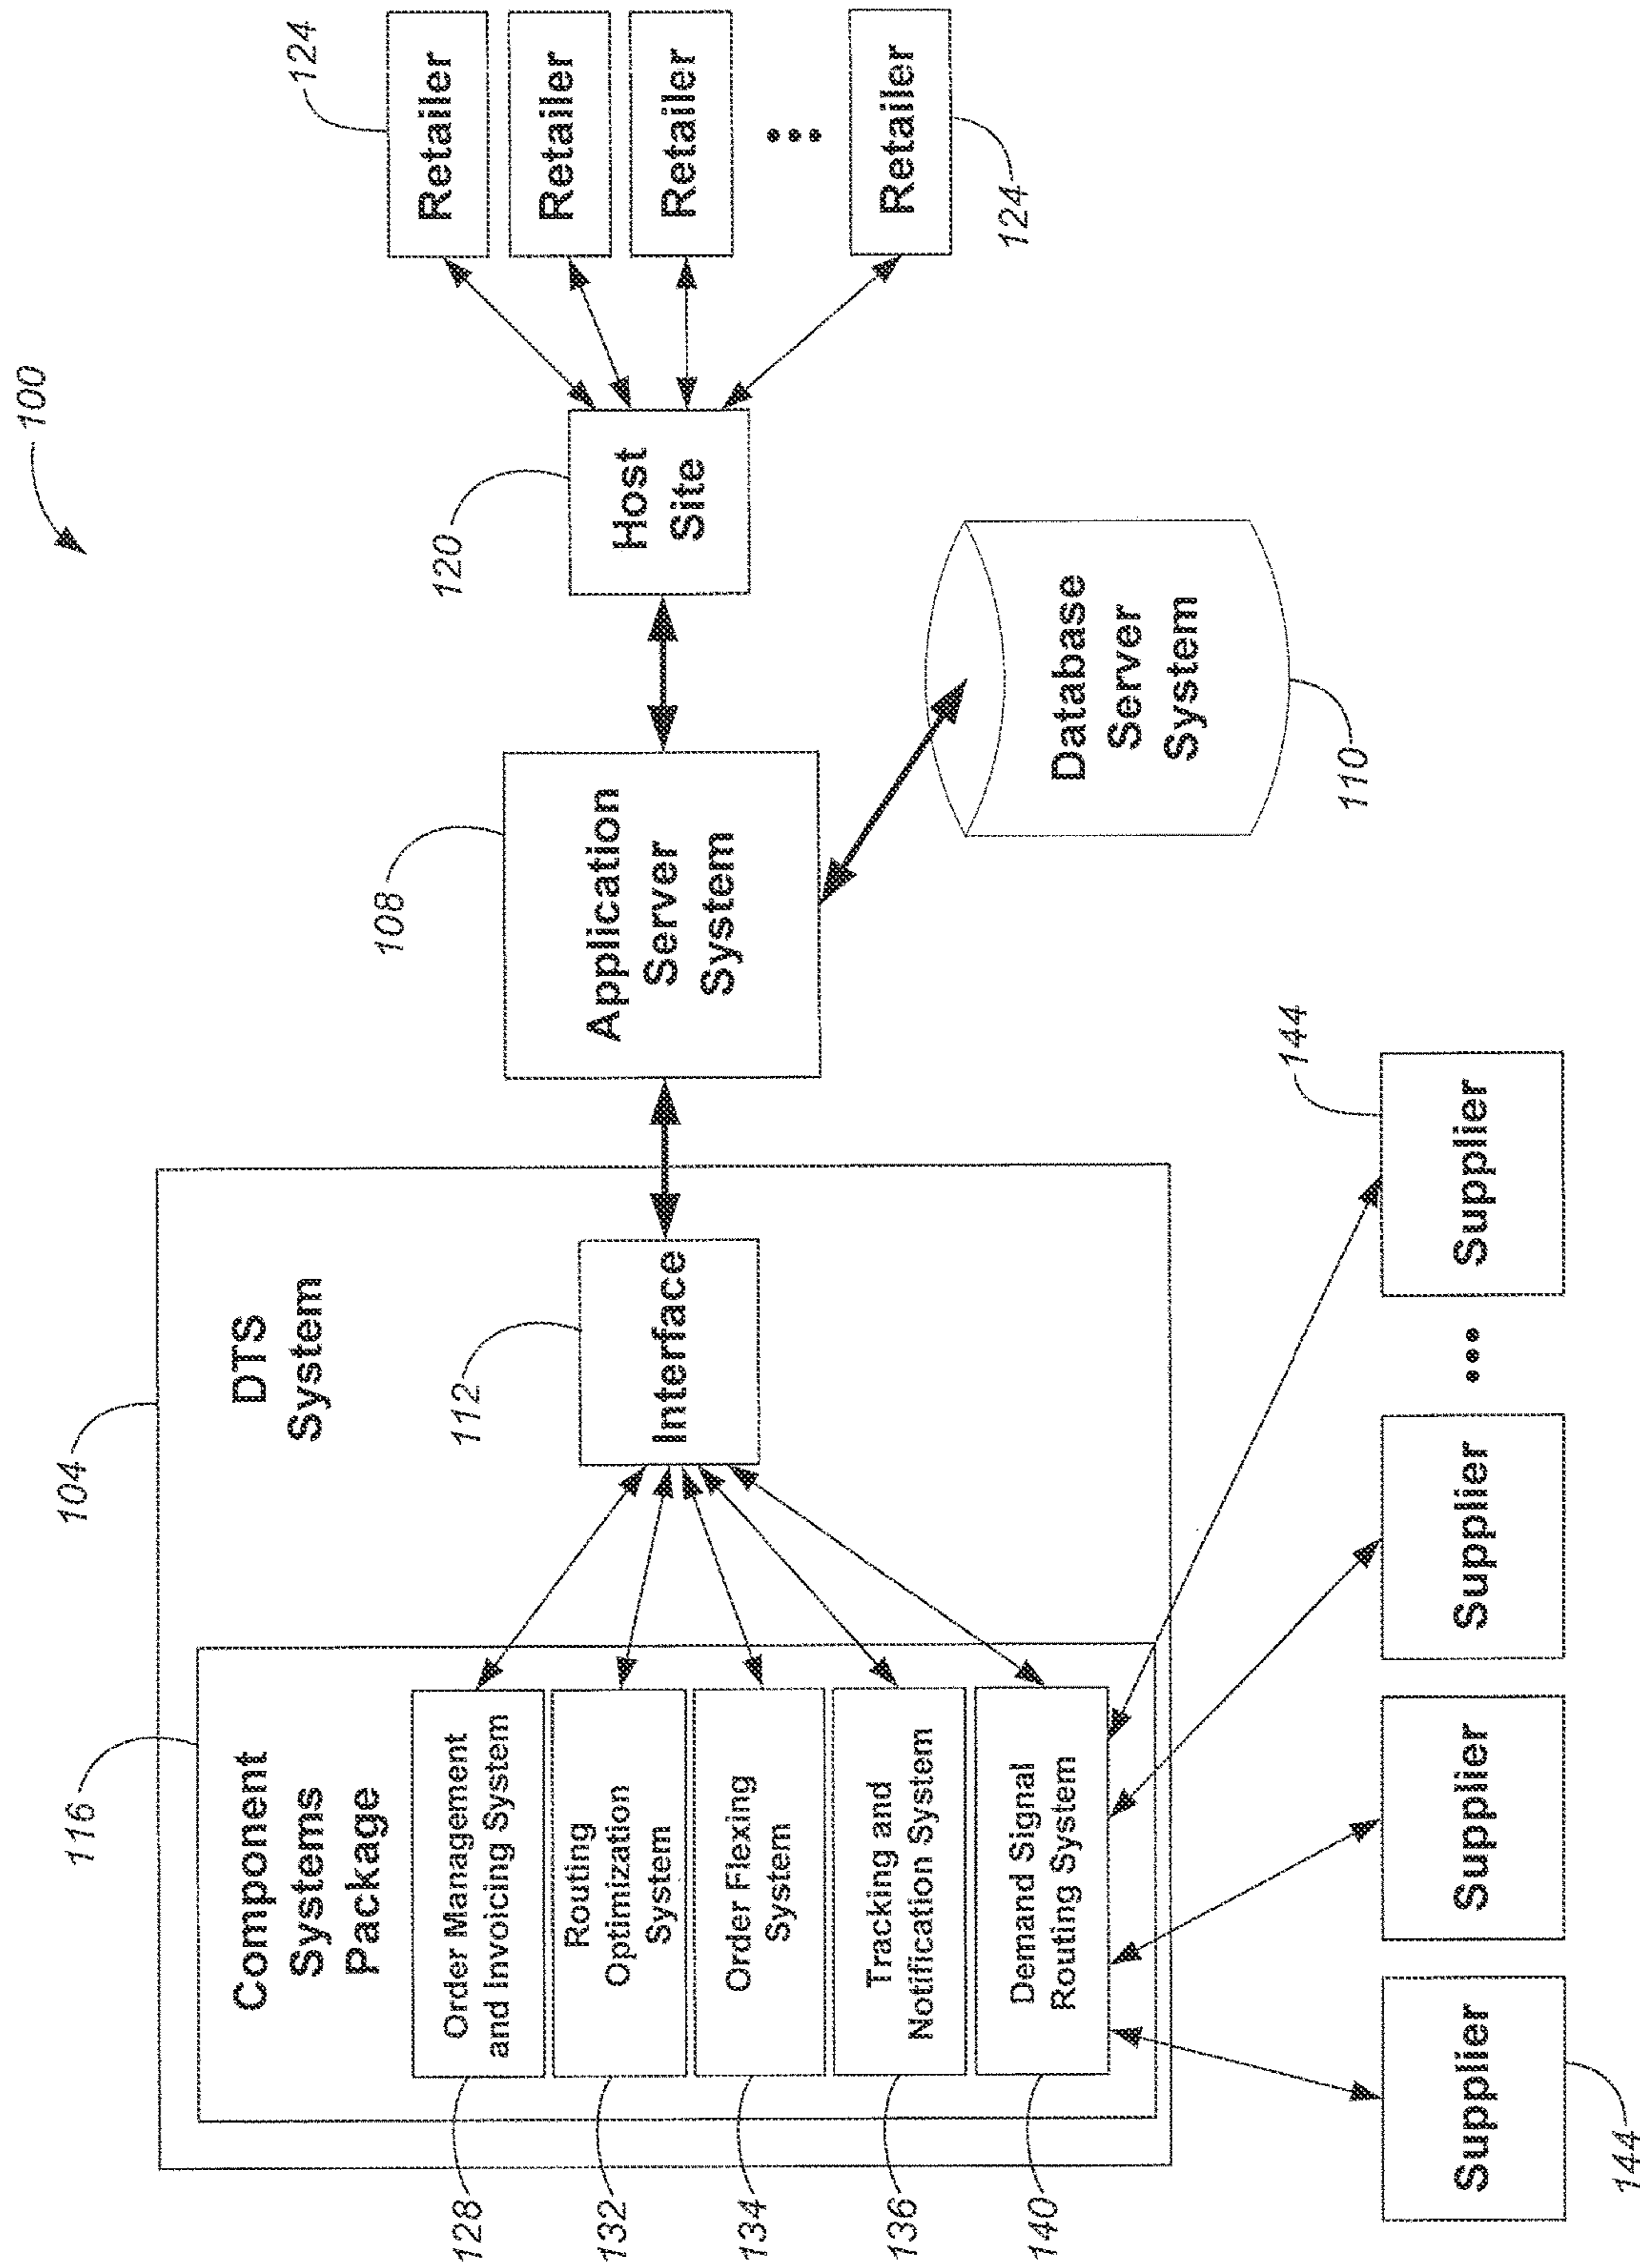 100
104
DTS
System
116
Component
Systems
Package
128
Order Management
and Invoicing System
132
Routing
Optimization
System
134
Order Flexing
System
136
Tracking and
Notification System
140
Demand Signal
Routing System
112
Interface
108
Application
Server
System
110
Database
Server
System
120
Host
Site
124
Retailer
Retailer
Retailer
•••
Retailer
124
144
Supplier
Supplier
Supplier
•••
Supplier
144